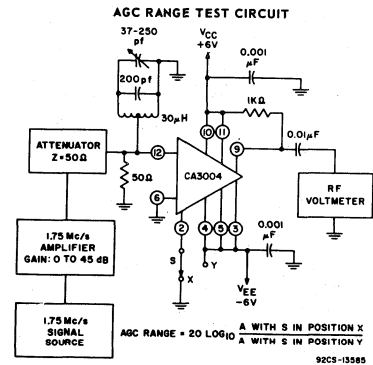 AGC RANGE TEST CIRCUIT
37-250
pf
200pf
30μH
VCC
+6V
0.001
μF
1KΩ
0.01μF
ATTENUATOR
Z=50Ω
50Ω
12
10
11
9
CA3004
6
2
4
5
3
RF
VOLTMETER
1.75 Mc/s
AMPLIFIER
GAIN: 0 TO 45 dB
S
X
Y
0.001
μF
VEE
-6V
1.75 Mc/s
SIGNAL
SOURCE
AGC RANGE = 20 LOG10 A WITH S IN POSITION X
A WITH S IN POSITION Y
92CS-13585